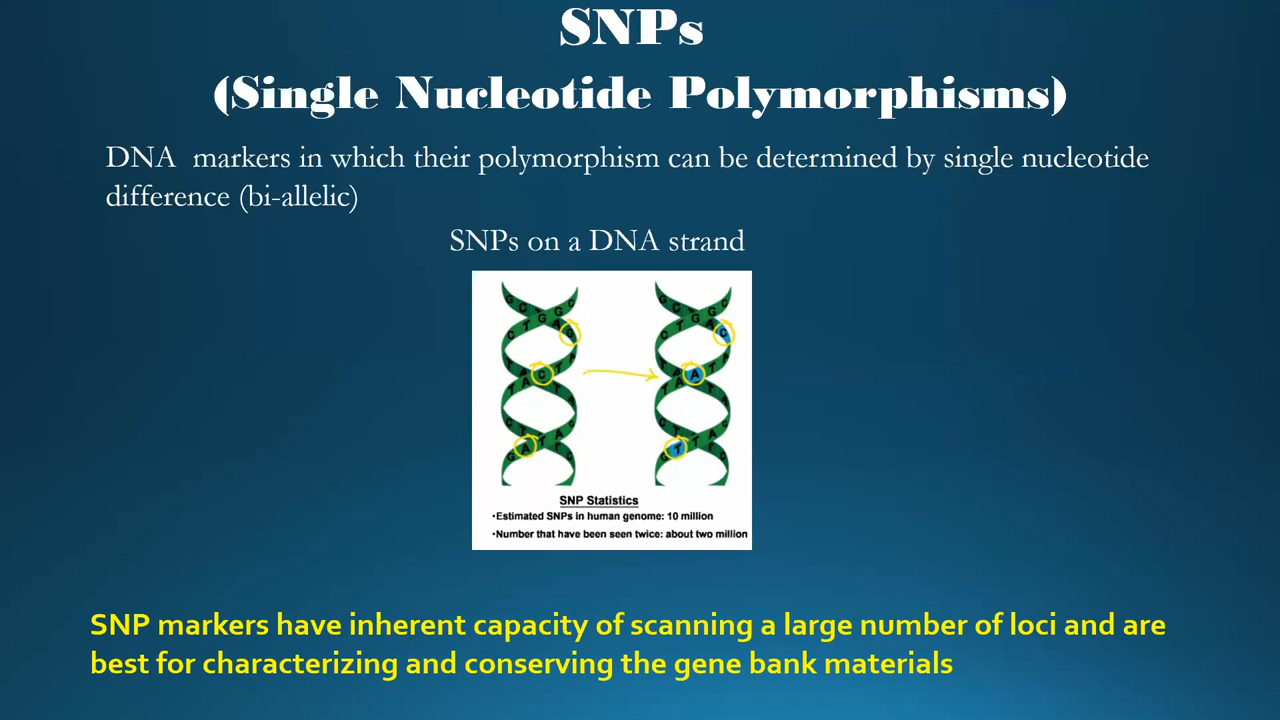 SNPs
(Single Nucleotide Polymorphisms)
DNA markers in which their polymorphism can be determined by single nucleotide
difference (bi-allelic)
SNPs on a DNA strand
SNP Statistics
•Estimated SNPs in human genome: 10 million
•Number that have been seen twice: about two million
SNP markers have inherent capacity of scanning a large number of loci and are
best for characterizing and conserving the gene bank materials